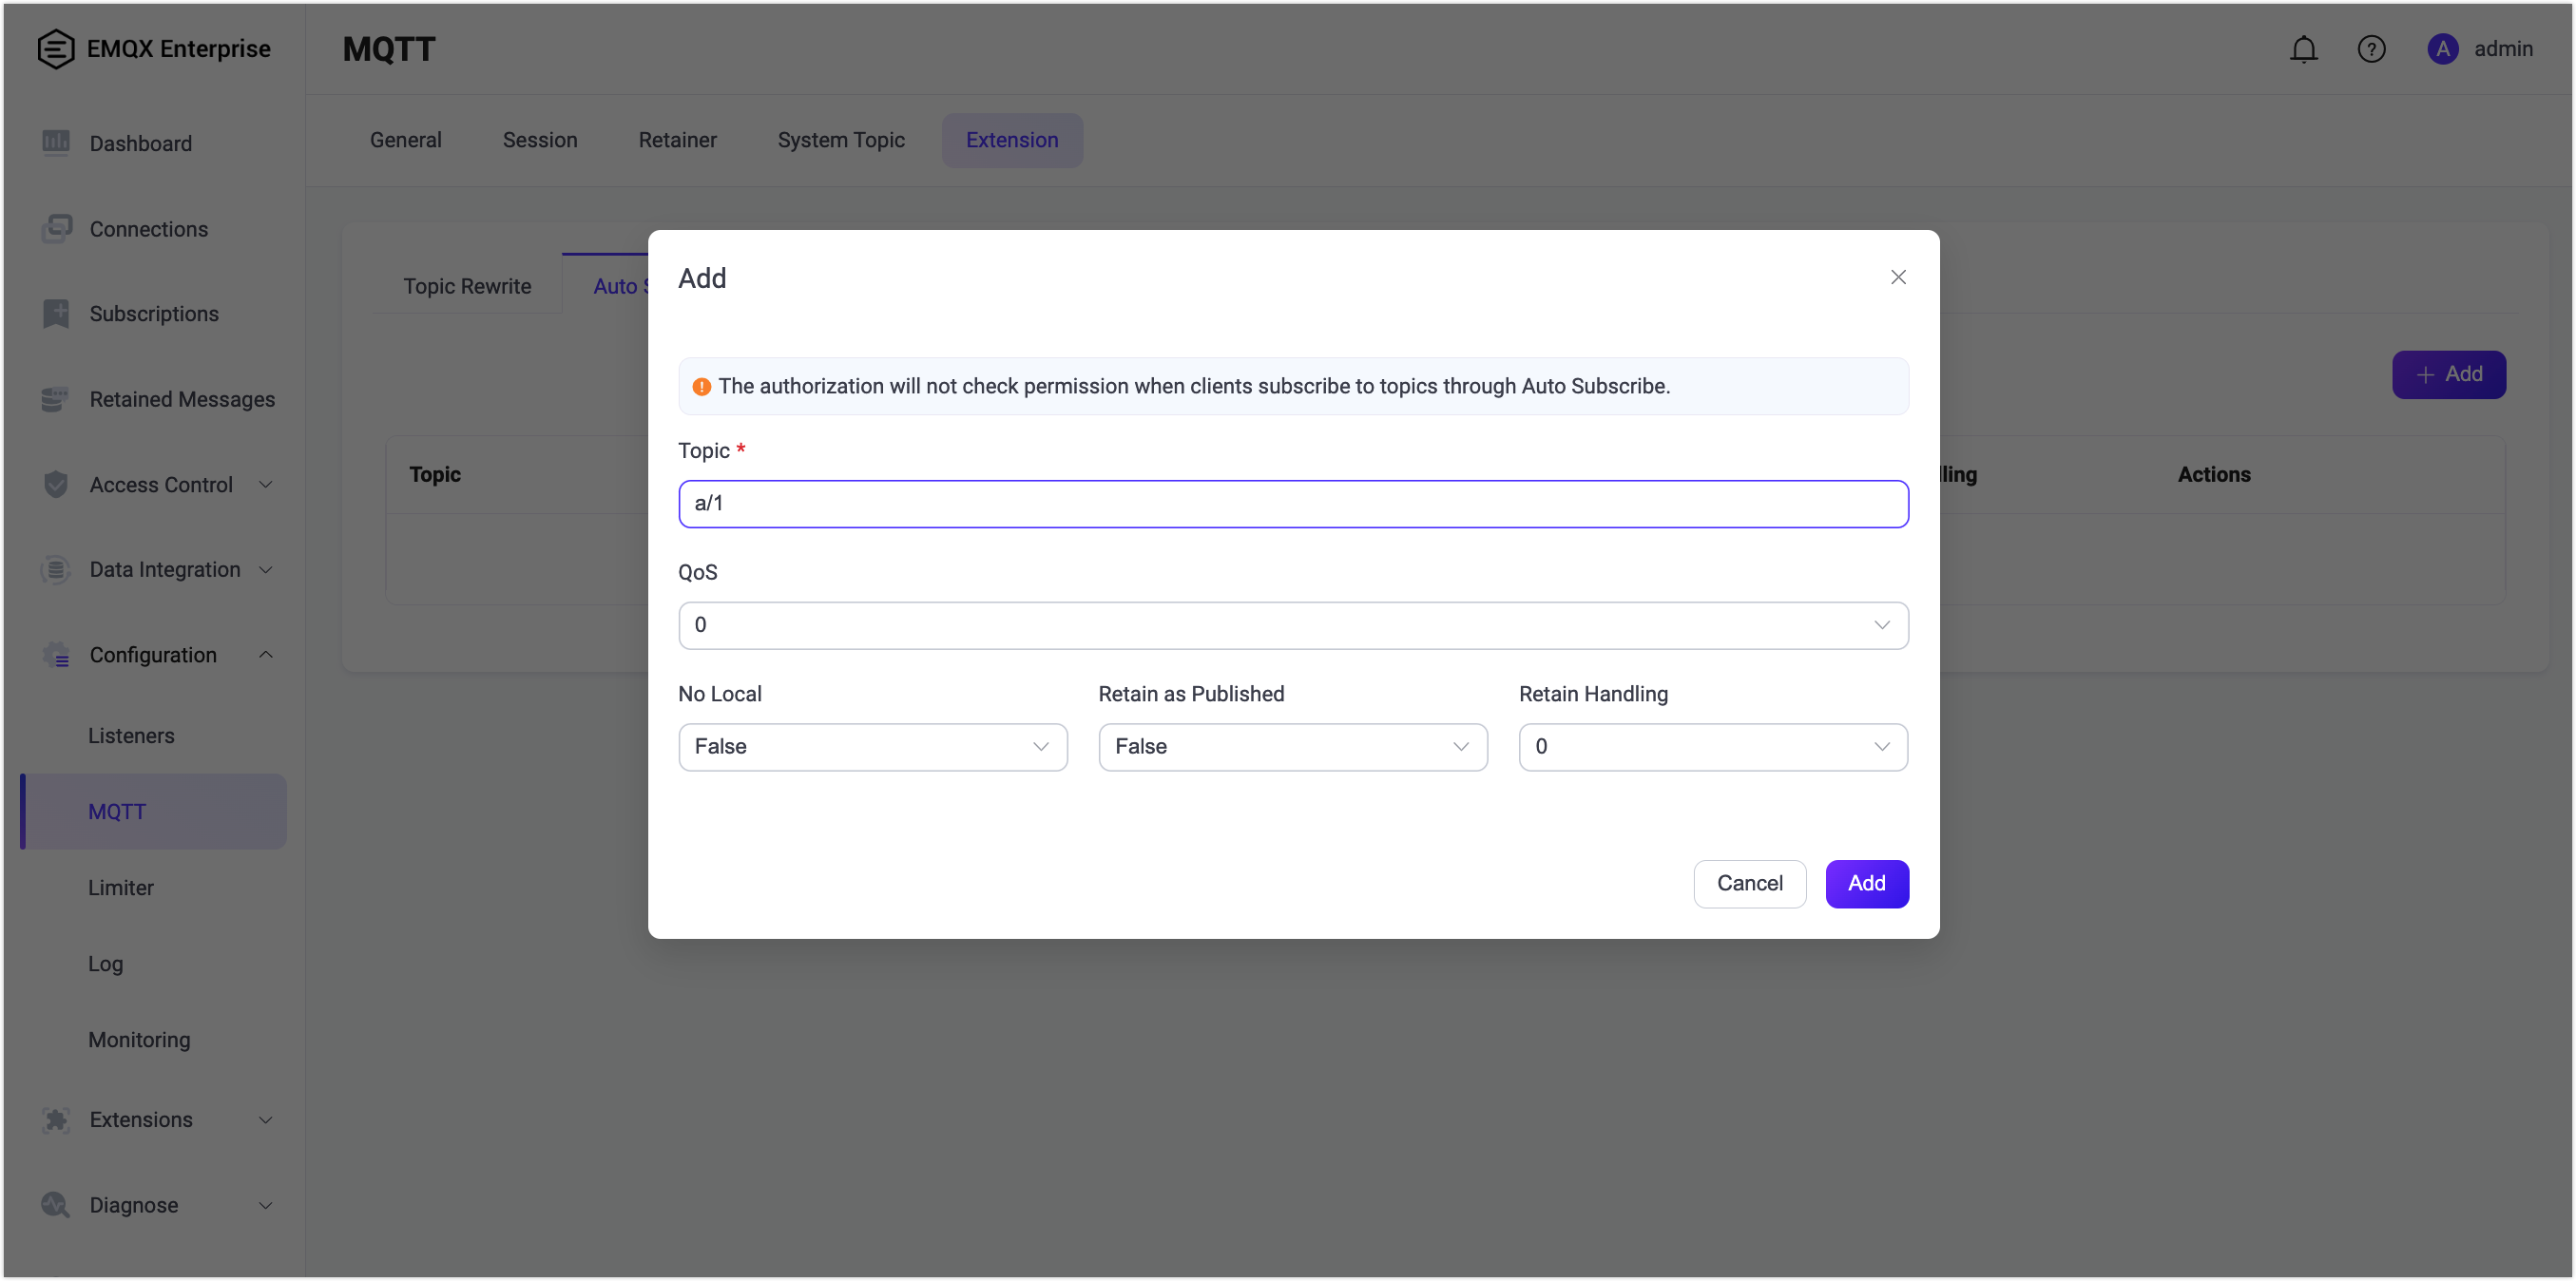 EMQX Enterprise
MQTT
A admin
General Session Retainer System Topic Extension
Dashboard
Connections
Subscriptions
Retained Messages
Access Control
Data Integration
Configuration
Listeners
MQTT
Limiter
Log
Monitoring
Extensions
Diagnose
Topic Rewrite Auto
+ Add
Topic
lling
Actions
Add
The authorization will not check permission when clients subscribe to topics through Auto Subscribe.
Topic *
a/1
QoS
0
No Local Retain as Published Retain Handling
False False 0
Cancel Add